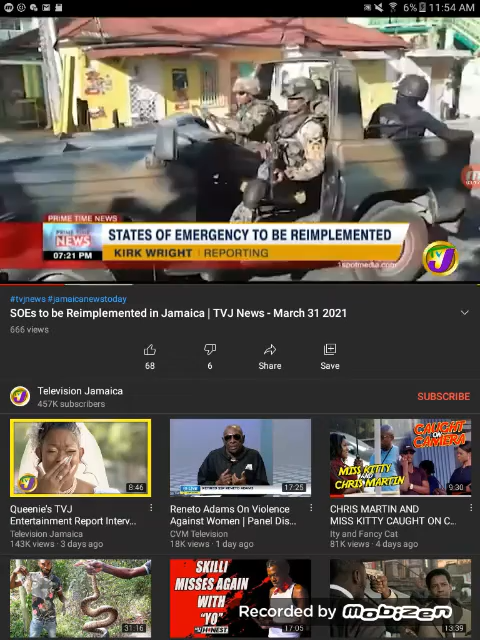 6% 11:54 AM
PRIME TIME NEWS
PRIME TIME
NEWS
07:21 PM
STATES OF EMERGENCY TO BE REIMPLEMENTED
KIRK WRIGHT | REPORTING
1spotmedia.com
#tvjnews #jamaicanewstoday
SOEs to be Reimplemented in Jamaica | TVJ News - March 31 2021
666 views
68 6 Share Save
Television Jamaica
457K subscribers
SUBSCRIBE
8:46
17:25
CAUGHT
ON
CAMERA
MISS KITTY
AND
CHRIS MARTIN
9:30
Queenie's TVJ
Entertainment Report Interv...
Television Jamaica
143K views · 3 days ago
Reneto Adams On Violence
Against Women | Panel Dis...
CVM Television
18K views · 1 day ago
CHRIS MARTIN AND
MISS KITTY CAUGHT ON C...
Ity and Fancy Cat
81K views · 4 days ago
31:16
SKILLI
MISSES AGAIN
WITH
"YO"
17:05
13:39
Recorded by Mobizen